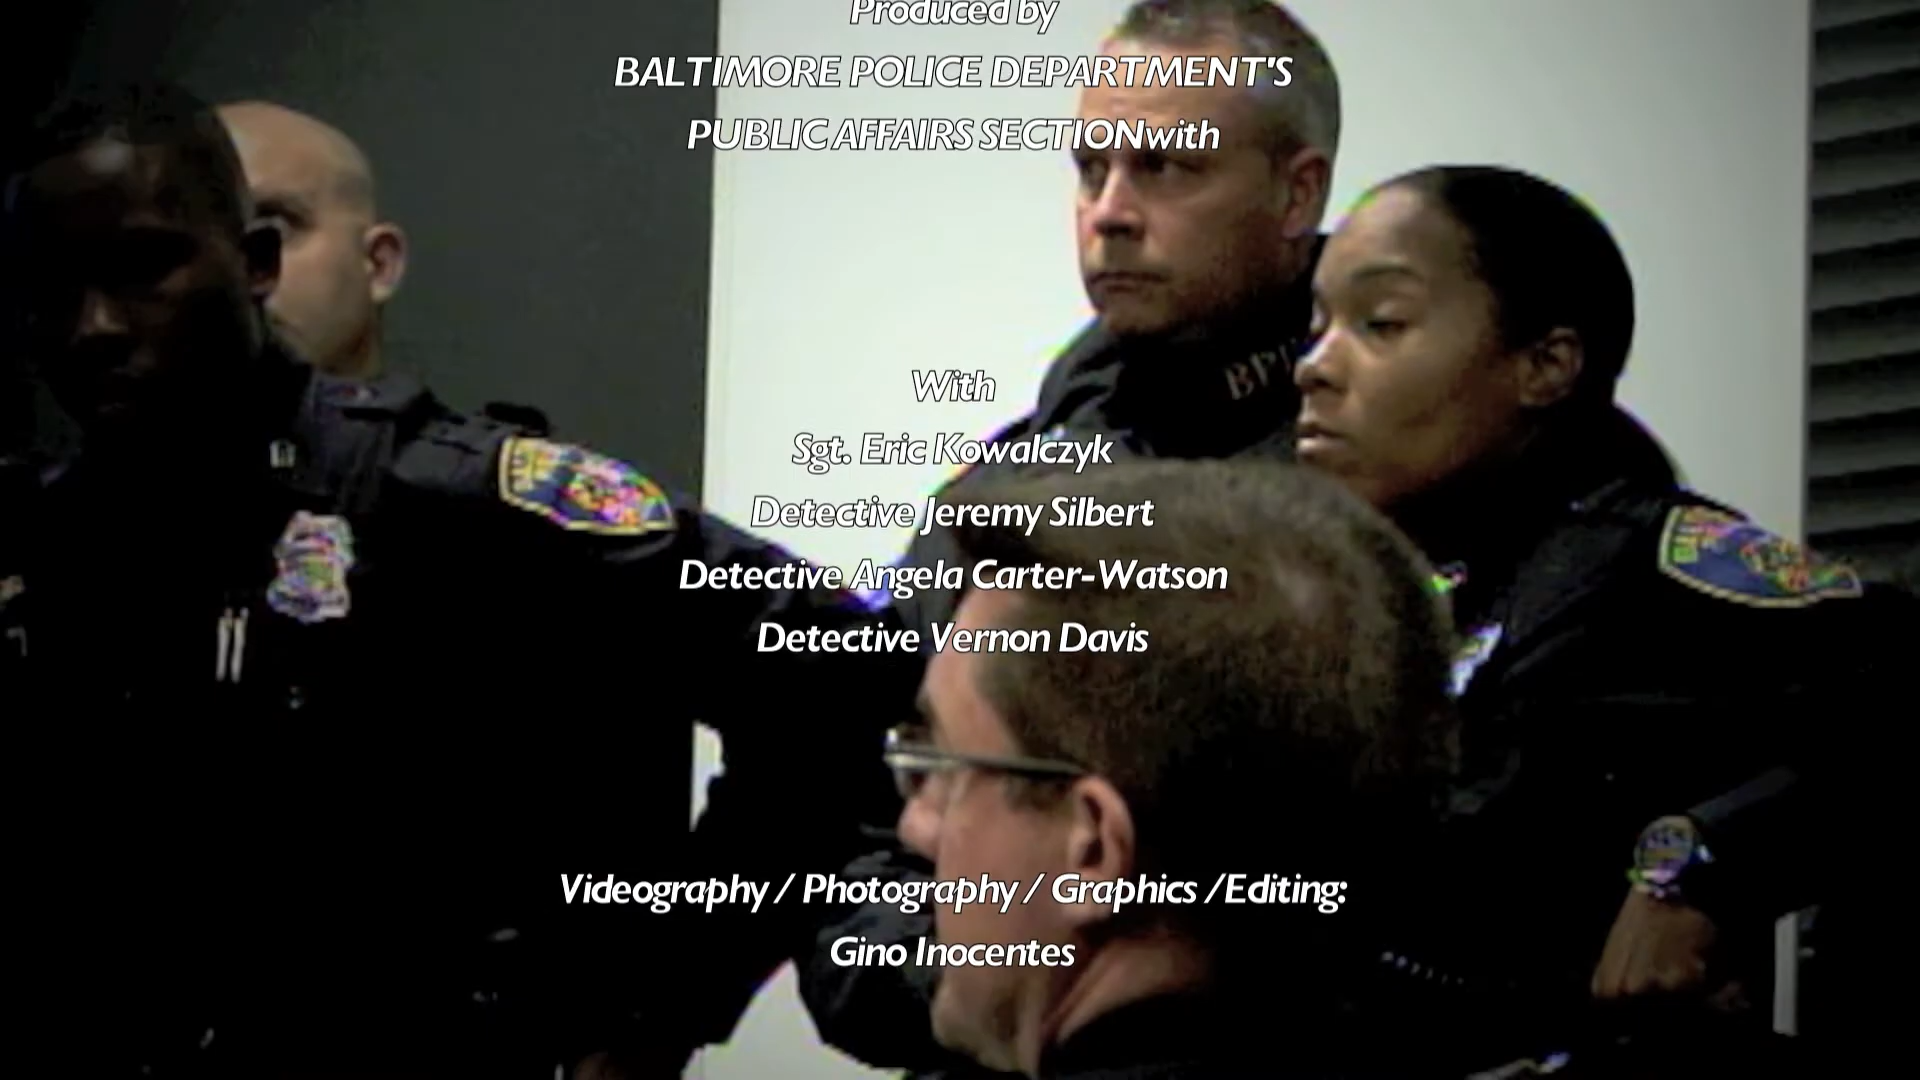 Produced by
BALTIMORE POLICE DEPARTMENT'S
PUBLIC AFFAIRS SECTIONwith
With
Sgt. Eric Kowalczyk
Detective Jeremy Silbert
Detective Angela Carter-Watson
Detective Vernon Davis
Videography / Photography / Graphics /Editing:
Gino Inocentes